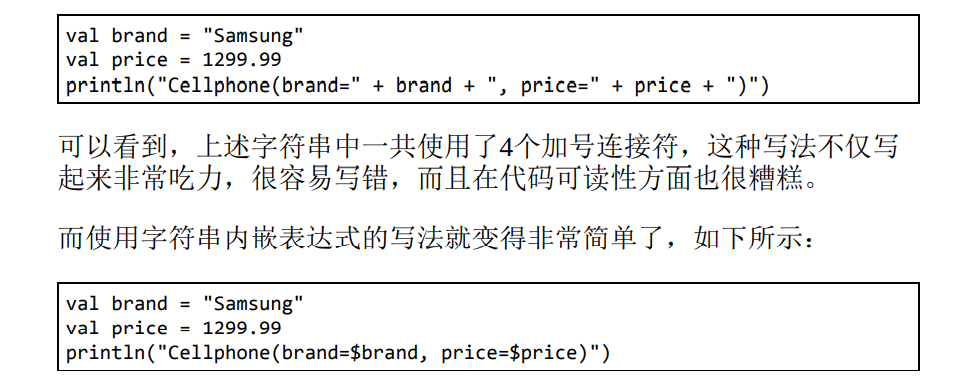 val brand = "Samsung"
val price = 1299.99
println("Cellphone(brand=" + brand + ", price=" + price + ")")
可以看到，上述字符串中一共使用了4个加号连接符，这种写法不仅写
起来非常吃力，很容易写错，而且在代码可读性方面也很糟糕。
而使用字符串内嵌表达式的写法就变得非常简单了，如下所示：
val brand = "Samsung"
val price = 1299.99
println("Cellphone(brand=$brand, price=$price)")